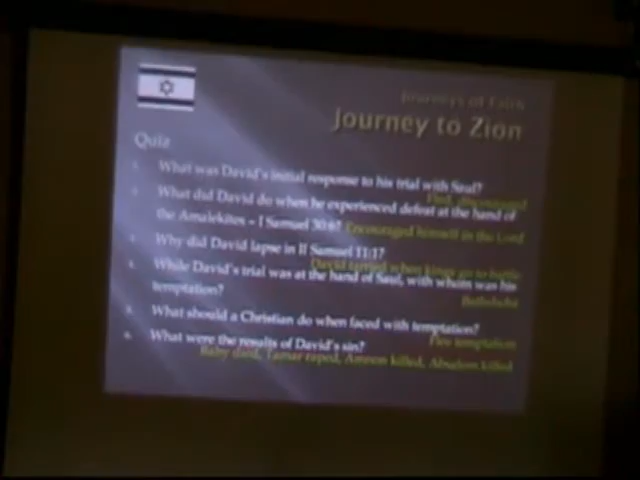 Journeys of Faith
Journey to Zion
Quiz
1. What was David's initial response to his trial with Saul?
discouraged
2. What did David do when he experienced defeat at the hand of
the Amalekites – I Samuel 30:6? Encouraged himself in the Lord
3. Why did David lapse in II Samuel 11:1?
David tarried when kings go to battle
4. While David's trial was at the hand of Saul, with whom was his
temptation?
Bathsheba
5. What should a Christian do when faced with temptation?
Flee temptation
6. What were the results of David's sin?
Baby died, Tamar raped, Amnon killed, Absalom killed